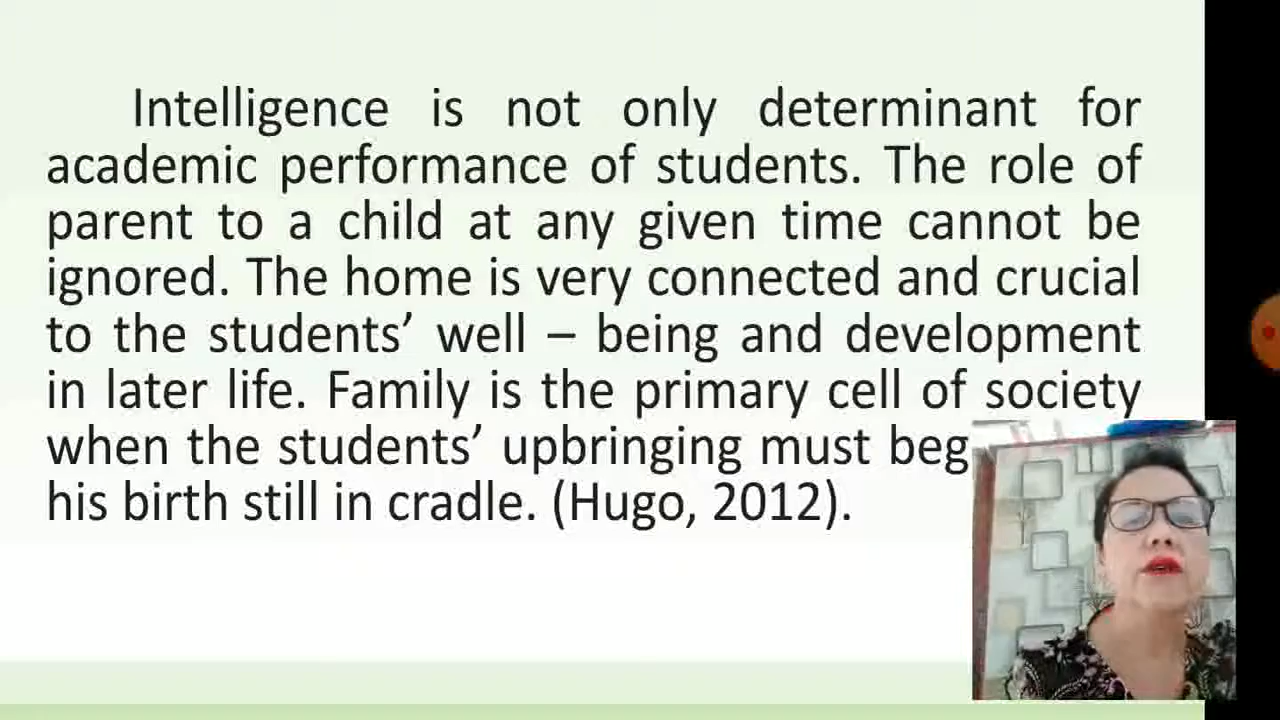 Intelligence is not only determinant for
academic performance of students. The role of
parent to a child at any given time cannot be
ignored. The home is very connected and crucial
to the students’ well – being and development
in later life. Family is the primary cell of society
when the students’ upbringing must beg
his birth still in cradle. (Hugo, 2012).